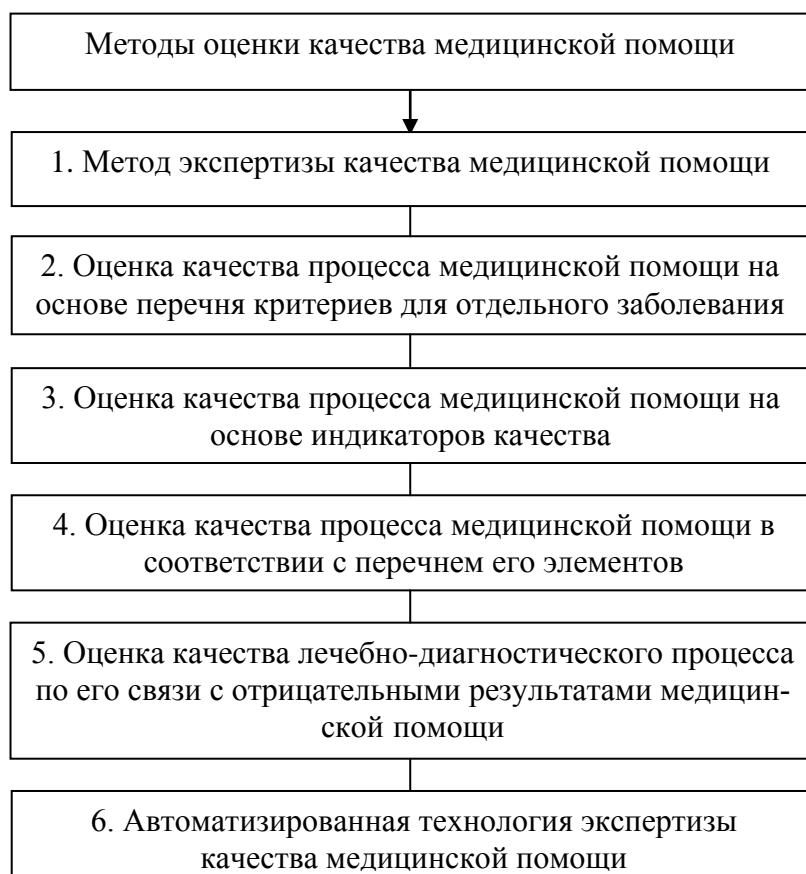 Методы оценки качества медицинской помощи
1. Метод экспертизы качества медицинской помощи
2. Оценка качества процесса медицинской помощи на
основе перечня критериев для отдельного заболевания
3. Оценка качества процесса медицинской помощи на
основе индикаторов качества
4. Оценка качества процесса медицинской помощи в
соответствии с перечнем его элементов
5. Оценка качества лечебно-диагностического процесса
по его связи с отрицательными результатами медицин-
ской помощи
6. Автоматизированная технология экспертизы
качества медицинской помощи